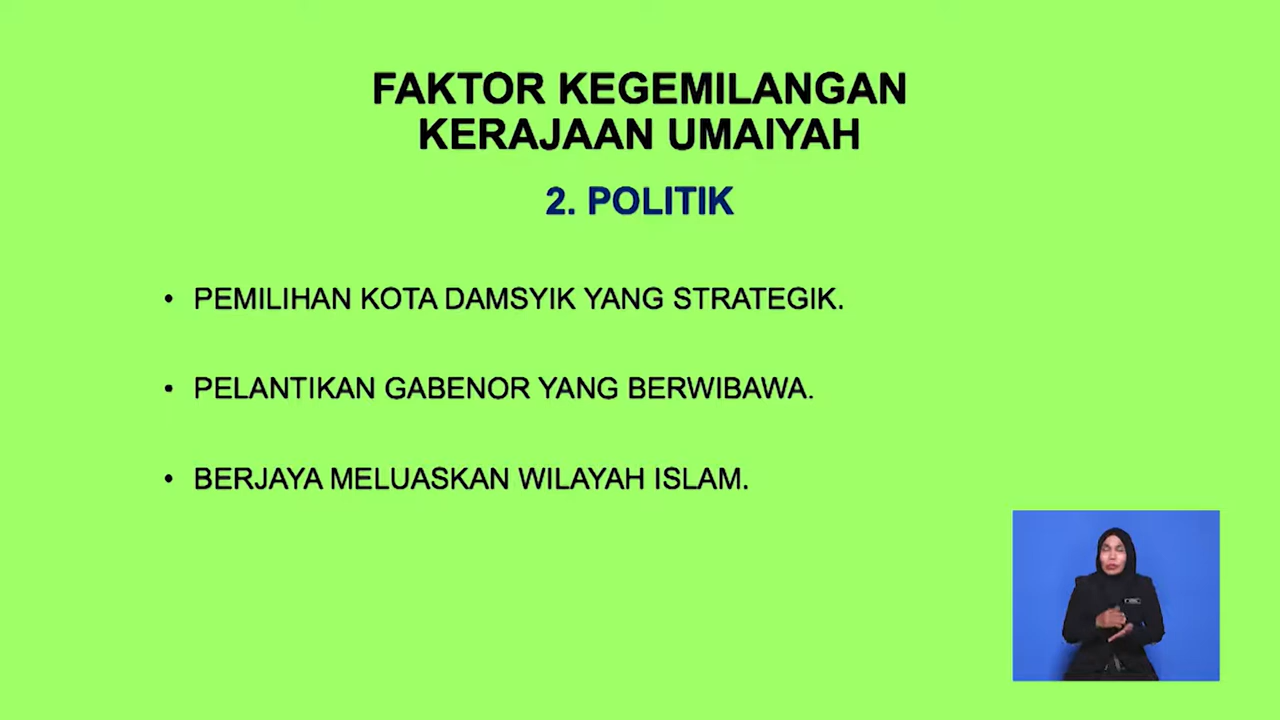 FAKTOR KEGEMILANGAN
KERAJAAN UMAIYAH
2. POLITIK
• PEMILIHAN KOTA DAMSYIK YANG STRATEGIK.
• PELANTIKAN GABENOR YANG BERWIBAWA.
• BERJAYA MELUASKAN WILAYAH ISLAM.